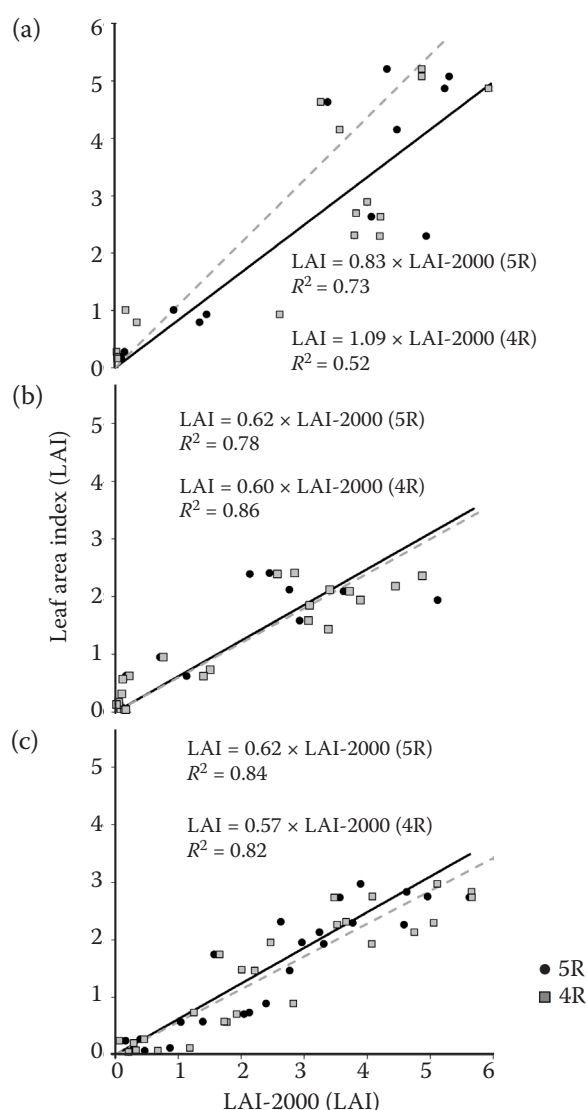 (a)
6
5
4
3
2
1
0
LAI = 0.83 × LAI-2000 (5R)
R² = 0.73
LAI = 1.09 × LAI-2000 (4R)
R² = 0.52
(b)
5
4
3
2
1
0
LAI = 0.62 × LAI-2000 (5R)
R² = 0.78
LAI = 0.60 × LAI-2000 (4R)
R² = 0.86
Leaf area index (LAI)
(c)
5
4
3
2
1
0
LAI = 0.62 × LAI-2000 (5R)
R² = 0.84
LAI = 0.57 × LAI-2000 (4R)
R² = 0.82
5R
4R
0 1 2 3 4 5 6
LAI-2000 (LAI)